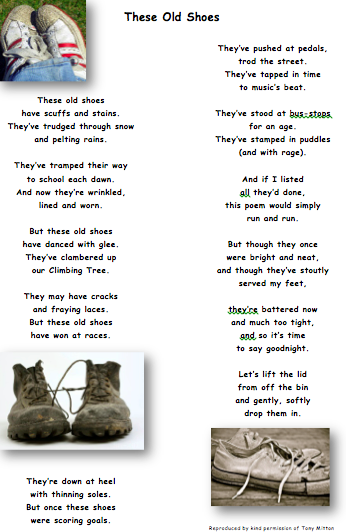 These Old Shoes
These old shoes
have scuffs and stains.
They've trudged through snow
and pelting rains.
They've tramped their way
to school each dawn.
And now they're wrinkled,
lined and worn.
But these old shoes
have danced with glee.
They've clambered up
our Climbing Tree.
They may have cracks
and fraying laces.
But these old shoes
have won at races.
They're down at heel
with thinning soles.
But once these shoes
were scoring goals.
They've pushed at pedals,
trod the street.
They've tapped in time
to music's beat.
They've stood at bus-stops
for an age.
They've stamped in puddles
(and with rage).
And if I listed
all they'd done,
this poem would simply
run and run.
But though they once
were bright and neat,
and though they've stoutly
served my feet,
they're battered now
and much too tight,
and so it's time
to say goodnight.
Let's lift the lid
from off the bin
and gently, softly
drop them in.
Reproduced by kind permission of Tony Mitton